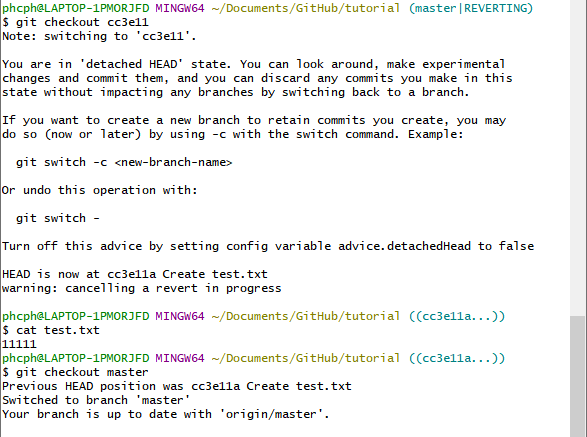 phcph@LAPTOP-1PMORJFD MINGW64 ~/Documents/GitHub/tutorial (master|REVERTING)
$ git checkout cc3e11
Note: switching to 'cc3e11'.
You are in 'detached HEAD' state. You can look around, make experimental
changes and commit them, and you can discard any commits you make in this
state without impacting any branches by switching back to a branch.
If you want to create a new branch to retain commits you create, you may
do so (now or later) by using -c with the switch command. Example:
git switch -c <new-branch-name>
Or undo this operation with:
git switch -
Turn off this advice by setting config variable advice.detachedHead to false
HEAD is now at cc3e11a Create test.txt
warning: cancelling a revert in progress
phcph@LAPTOP-1PMORJFD MINGW64 ~/Documents/GitHub/tutorial ((cc3e11a...))
$ cat test.txt
11111
phcph@LAPTOP-1PMORJFD MINGW64 ~/Documents/GitHub/tutorial ((cc3e11a...))
$ git checkout master
Previous HEAD position was cc3e11a Create test.txt
Switched to branch 'master'
Your branch is up to date with 'origin/master'.